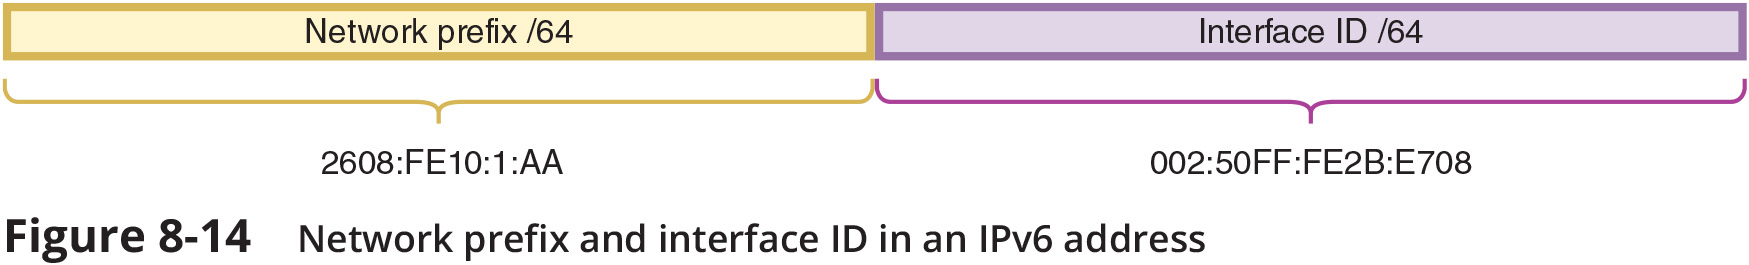 Network prefix /64
Interface ID /64
2608:FE10:1:AA
002:50FF:FE2B:E708
Figure 8-14 Network prefix and interface ID in an IPv6 address